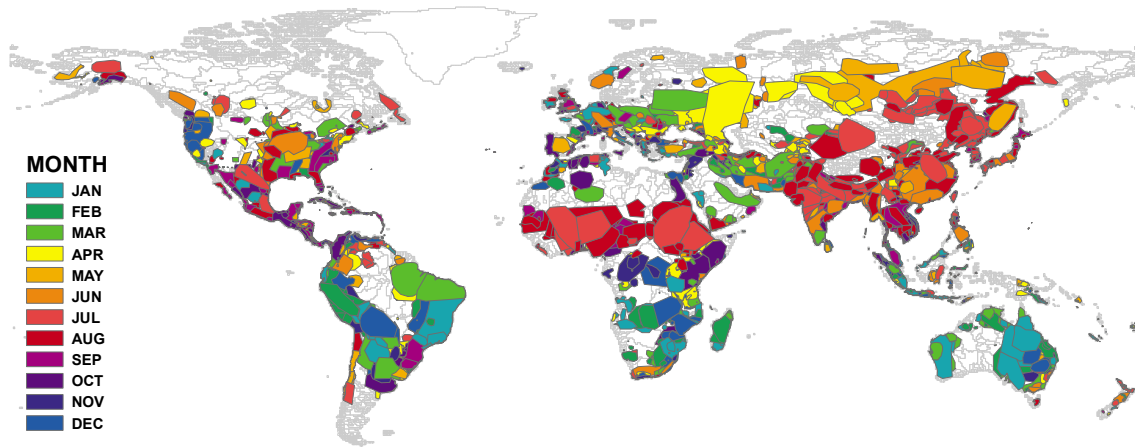 MONTH
JAN
FEB
MAR
APR
MAY
JUN
JUL
AUG
SEP
OCT
NOV
DEC